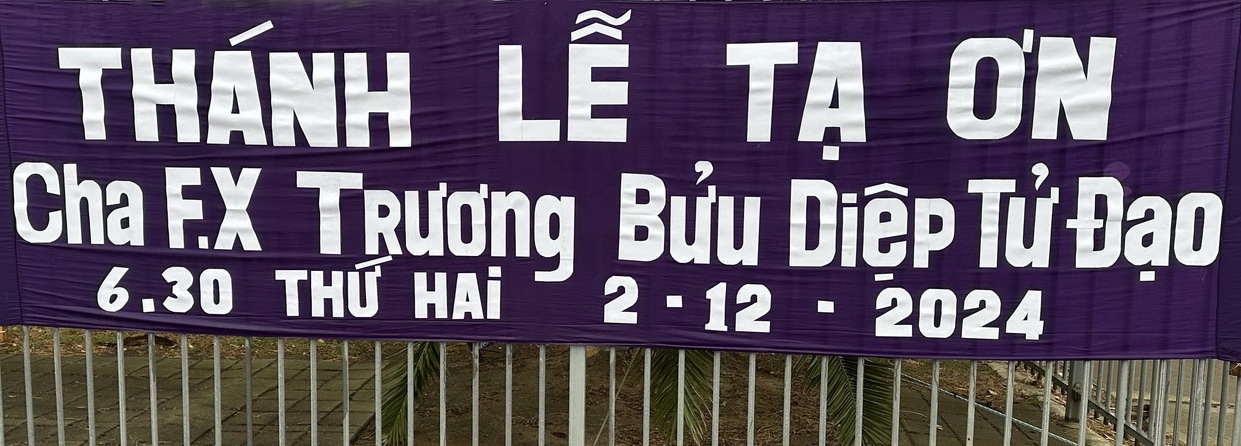 THÁNH LỄ TẠ ƠN
Cha F.X Trương Bửu Diệp Tử Đạo
6.30 THỨ HAi 2 - 12 - 2024